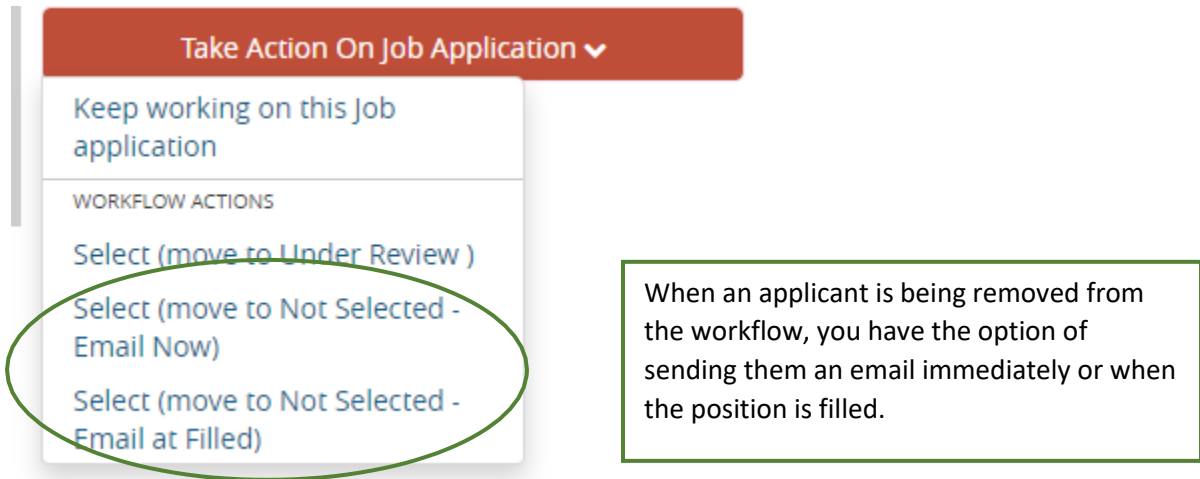 Take Action On Job Application
Keep working on this Job
application
WORKFLOW ACTIONS
Select (move to Under Review )
Select (move to Not Selected -
Email Now)
Select (move to Not Selected -
Email at Filled)
When an applicant is being removed from
the workflow, you have the option of
sending them an email immediately or when
the position is filled.